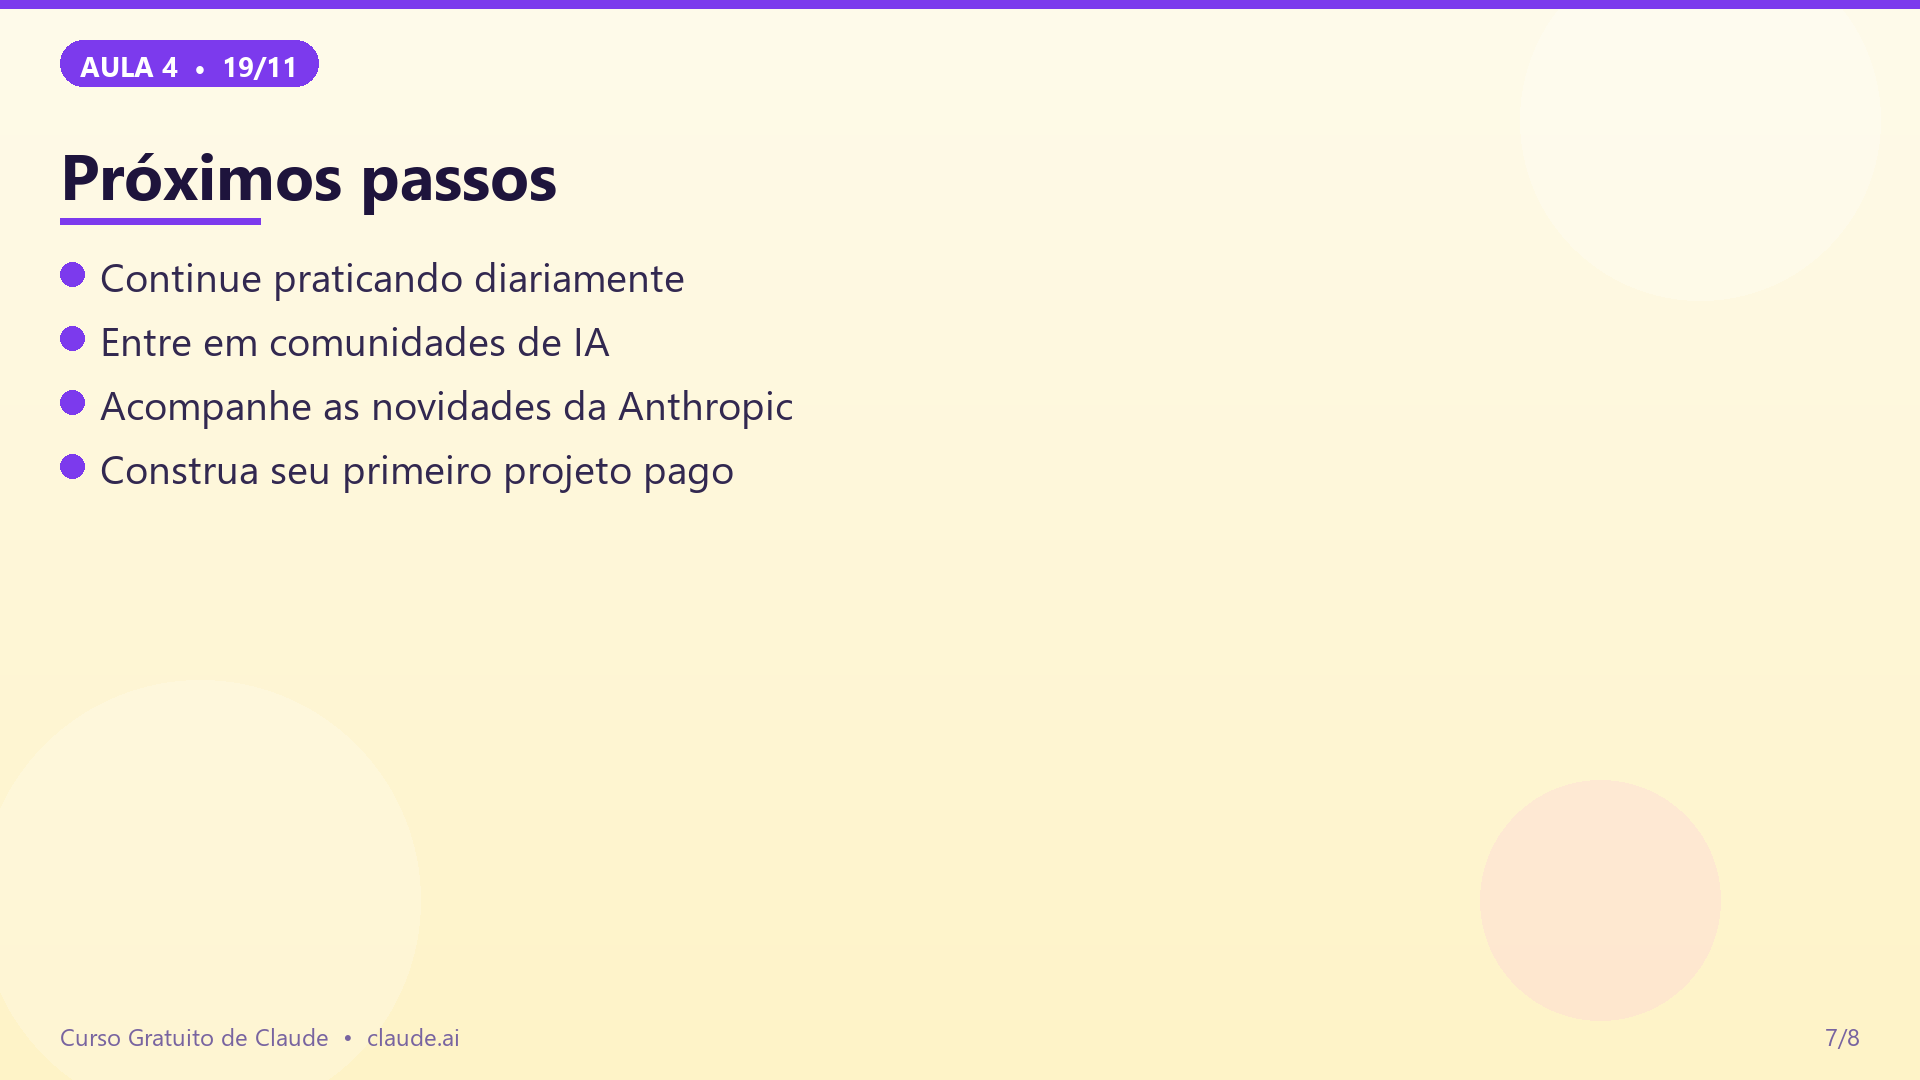 AULA 4 • 19/11
Próximos passos
Continue praticando diariamente
Entre em comunidades de IA
Acompanhe as novidades da Anthropic
Construa seu primeiro projeto pago
Curso Gratuito de Claude • claude.ai
7/8